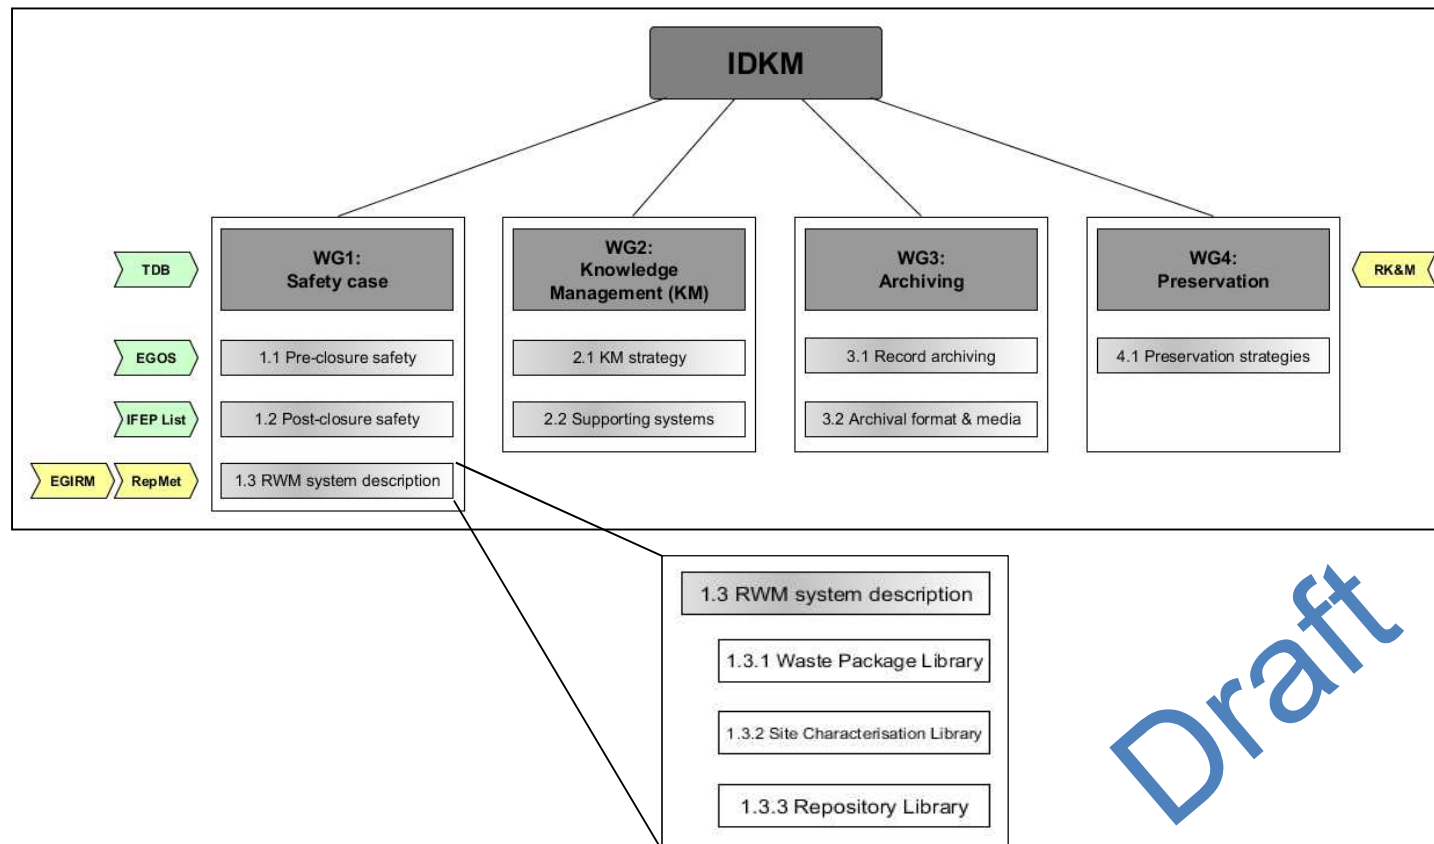 IDKM
WG1:
Safety case
WG2:
Knowledge
Management (KM)
WG3:
Archiving
WG4:
Preservation
TDB
RK&M
EGOS
1.1 Pre-closure safety
2.1 KM strategy
3.1 Record archiving
4.1 Preservation strategies
IFEP List
1.2 Post-closure safety
2.2 Supporting systems
3.2 Archival format & media
EGIRM
RepMet
1.3 RWM system description
1.3 RWM system description
1.3.1 Waste Package Library
1.3.2 Site Characterisation Library
1.3.3 Repository Library
Draft